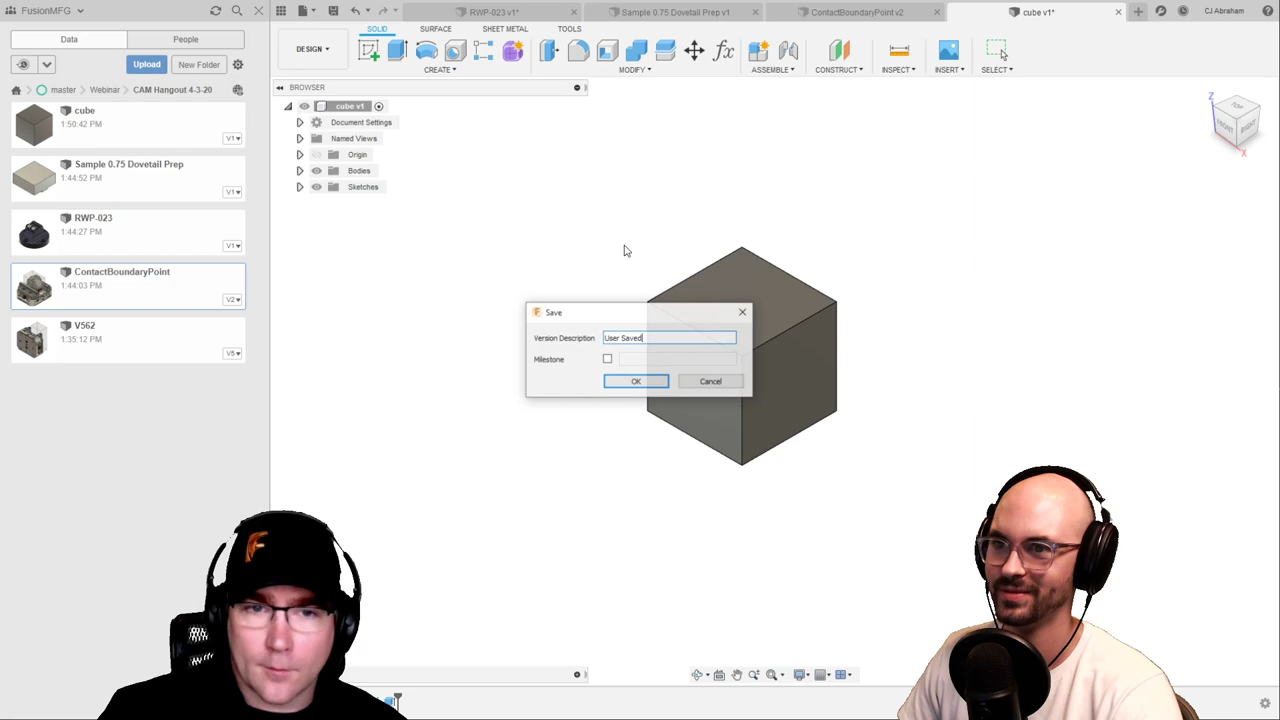 FusionMFG
RWP-023 v1*
Sample 0.75 Dovetail Prep v1
ContactBoundaryPoint v2
cube v1*
CJ Abraham
Data
People
SOLID
SURFACE
SHEET METAL
TOOLS
Upload
New Folder
DESIGN
CREATE
MODIFY
ASSEMBLE
CONSTRUCT
INSPECT
INSERT
SELECT
master
Webinar
CAM Hangout 4-3-20
BROWSER
cube
1:50:42 PM
V1
Sample 0.75 Dovetail Prep
1:44:52 PM
V1
RWP-023
1:44:27 PM
V1
ContactBoundaryPoint
1:44:03 PM
V2
V562
1:35:12 PM
V5
cube v1
Document Settings
Named Views
Origin
Bodies
Sketches
Z
TOP
FRONT
RIGHT
X
Save
Version Description
User Saved
Milestone
OK
Cancel